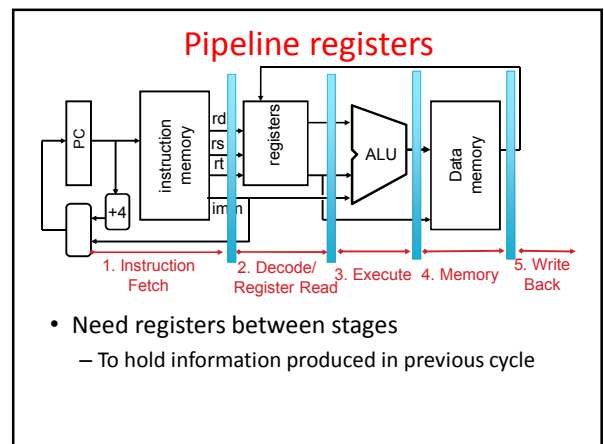 Pipeline registers
PC
instruction
memory
+4
rd
rs
rt
imm
registers
ALU
Data
memory
1. Instruction
Fetch
2. Decode/
Register Read
3. Execute
4. Memory
5. Write
Back
• Need registers between stages
– To hold information produced in previous cycle